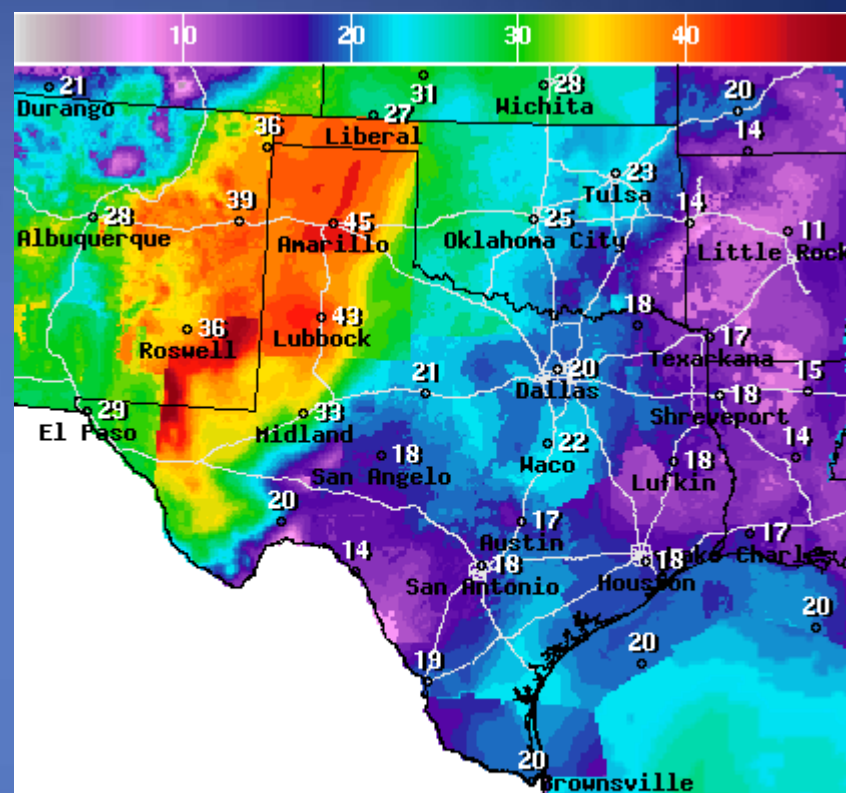 10 20 30 40
21 31 28 20
Durango Wichita
36 27 14
Liberal
23
Tulsa
28 39 45 25 14 11
Albuquerque Amarillo Oklahoma City Little Rock
36 43 18 17
Roswell Lubbock Texarkana
20 15
21 Dallas 18
29 33 Shreveport
El Paso Midland
18 22 18 14
San Angelo Waco Lufkin
20 17 17
Austin Lake Charles
14 18 18
San Antonio Houston
20
19 20
20
Brownsville